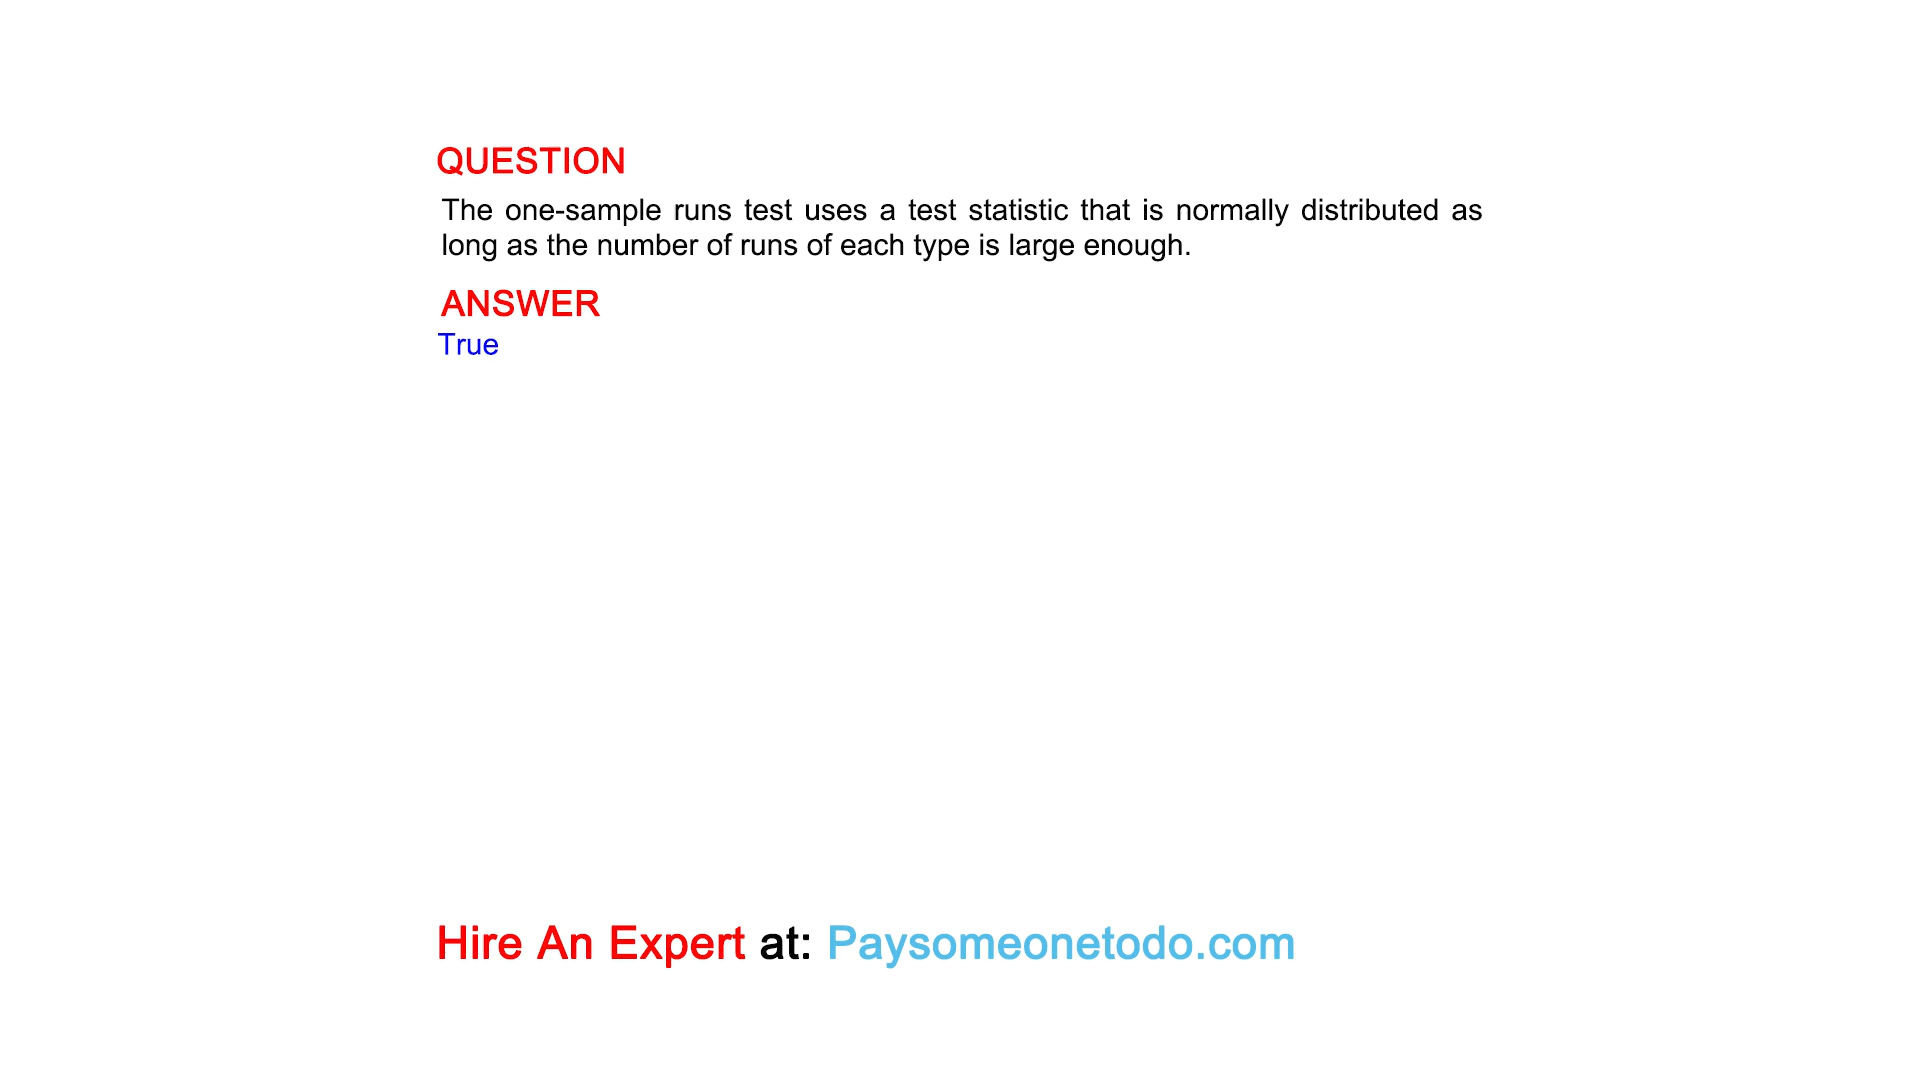 QUESTION
The one-sample runs test uses a test statistic that is normally distributed as
long as the number of runs of each type is large enough.
ANSWER
True
Hire An Expert at: Paysomeonetodo.com